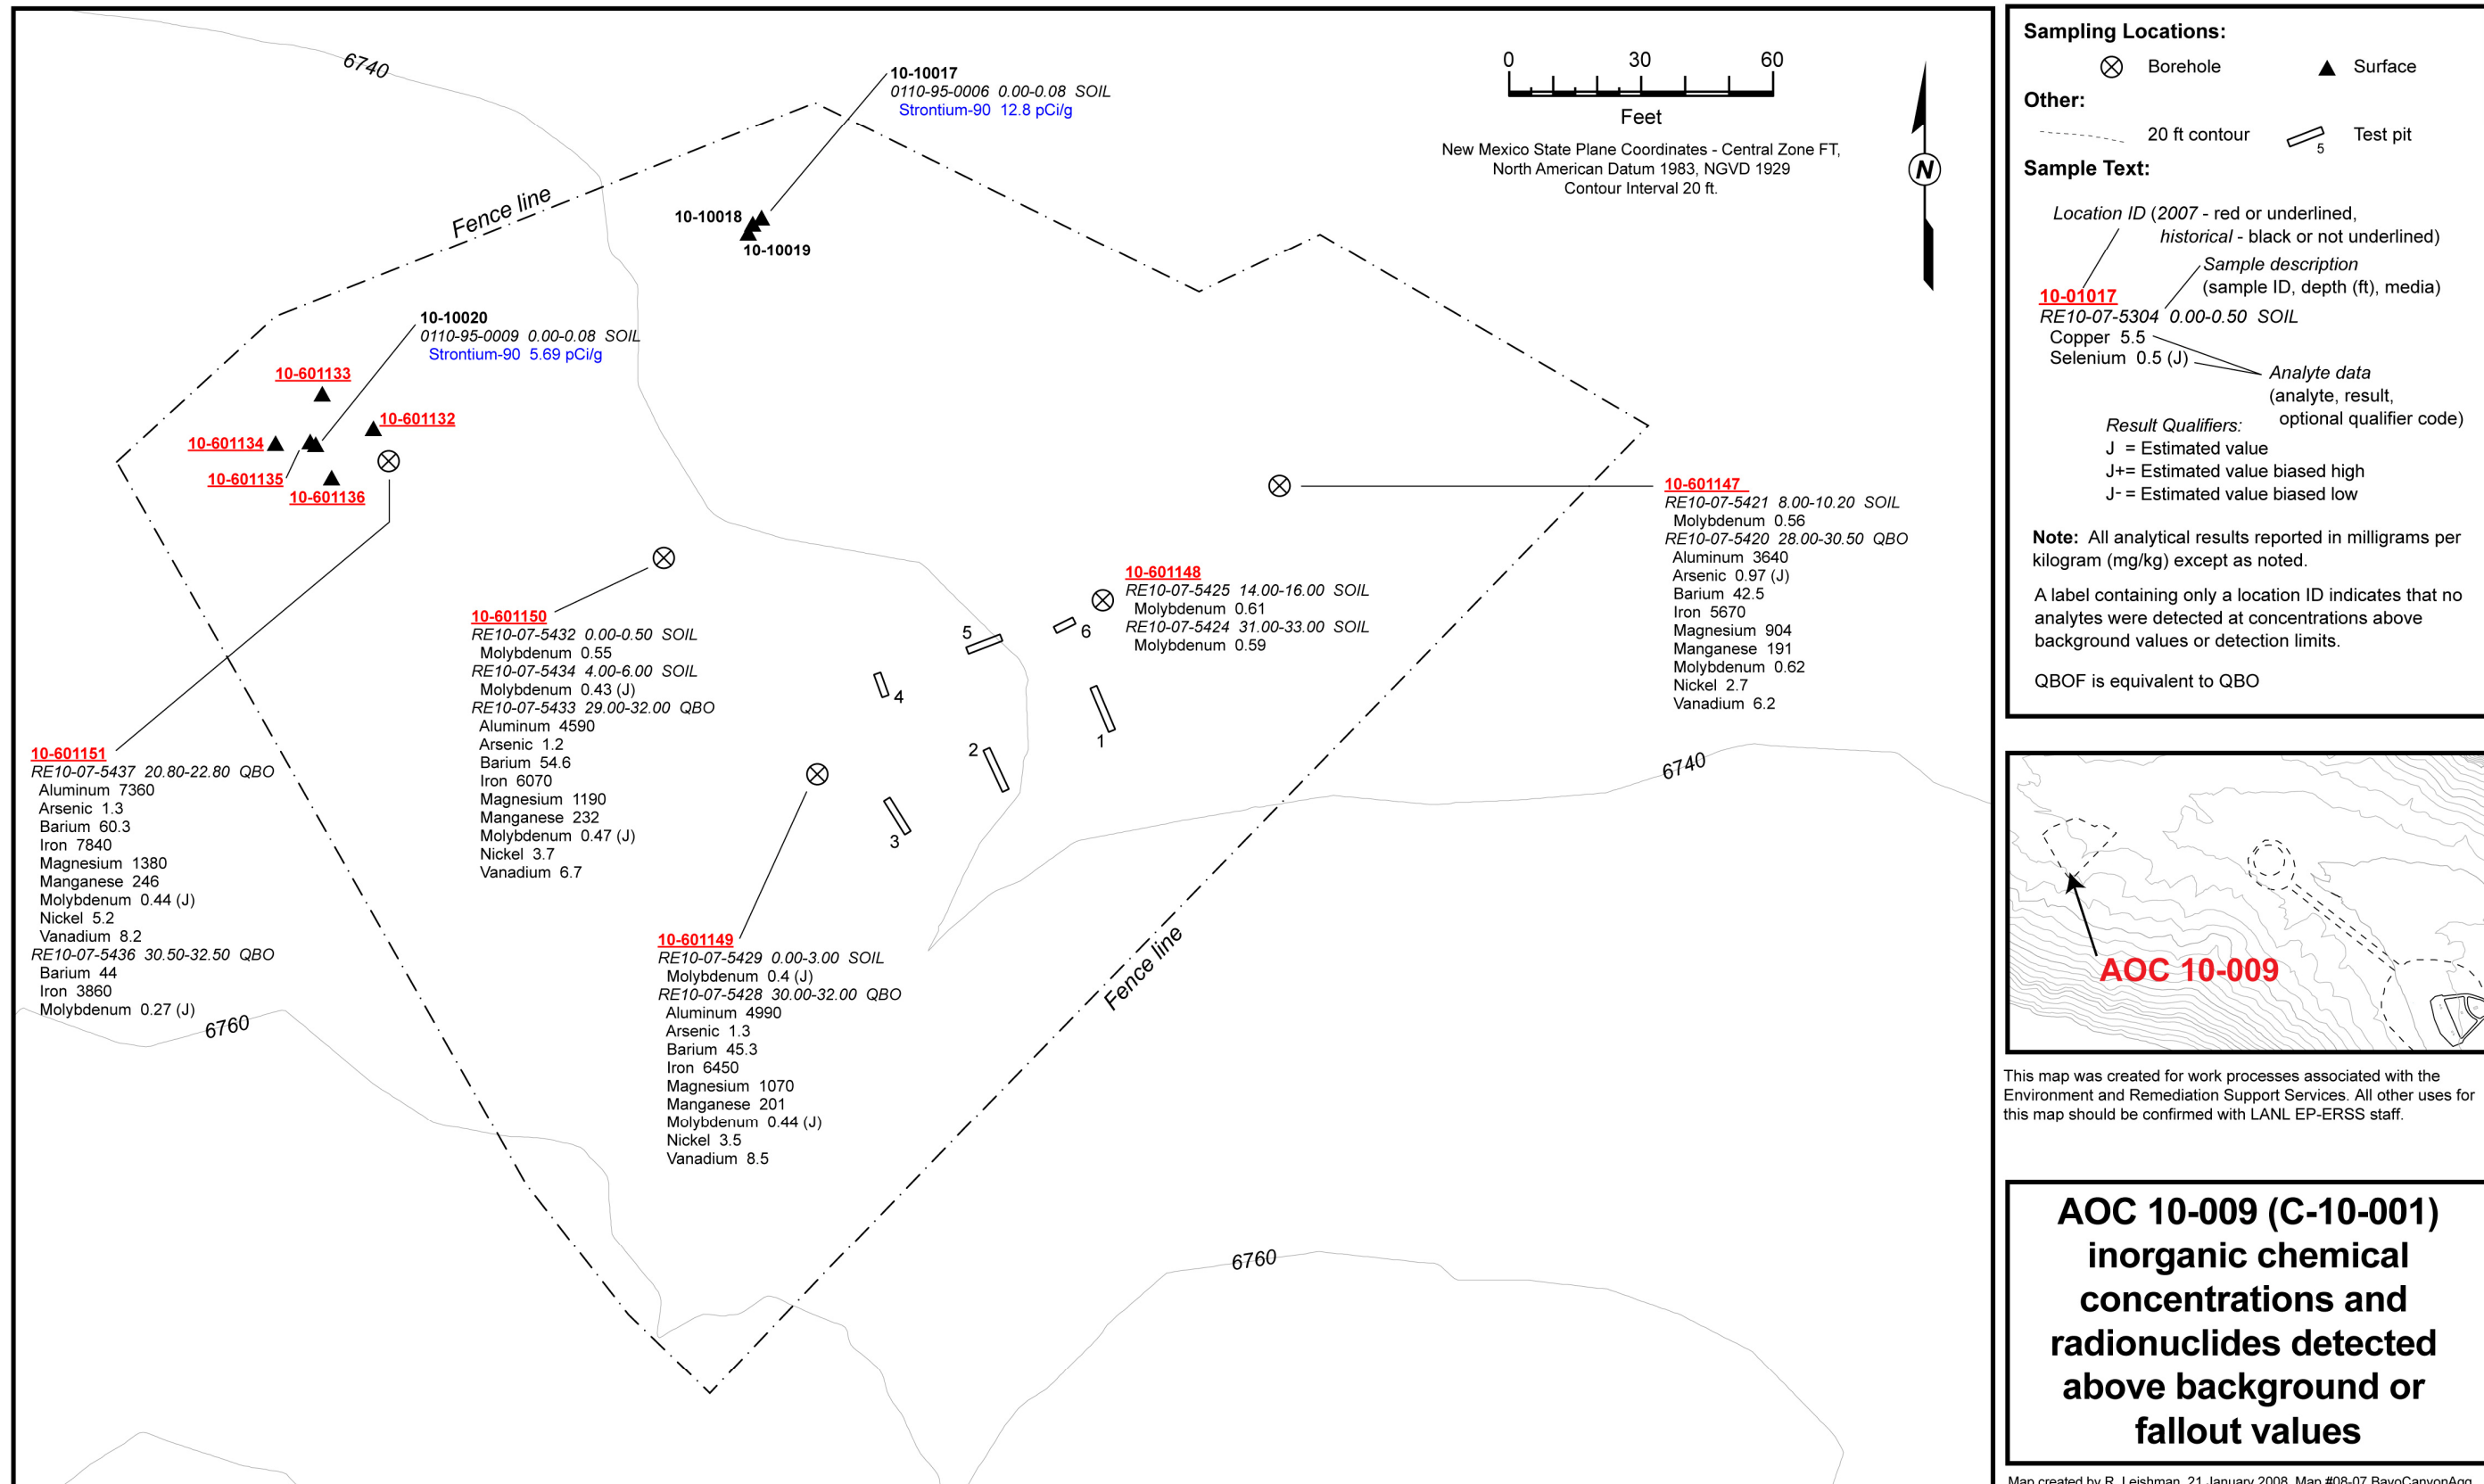 6740
10-10017
0110-95-0006 0.00-0.08 SOIL
Strontium-90 12.8 pCi/g
0 30 60
Feet
New Mexico State Plane Coordinates - Central Zone FT,
North American Datum 1983, NGVD 1929
Contour Interval 20 ft.
N
Fence line
10-10018
10-10019
10-10020
0110-95-0009 0.00-0.08 SOIL
Strontium-90 5.69 pCi/g
10-601133
10-601132
10-601134
10-601135
10-601136
10-601147
RE10-07-5421 8.00-10.20 SOIL
Molybdenum 0.56
RE10-07-5420 28.00-30.50 QBO
Aluminum 3640
Arsenic 0.97 (J)
Barium 42.5
Iron 5670
Magnesium 904
Manganese 191
Molybdenum 0.62
Nickel 2.7
Vanadium 6.2
10-601148
RE10-07-5425 14.00-16.00 SOIL
Molybdenum 0.61
RE10-07-5424 31.00-33.00 SOIL
Molybdenum 0.59
10-601150
RE10-07-5432 0.00-0.50 SOIL
Molybdenum 0.55
RE10-07-5434 4.00-6.00 SOIL
Molybdenum 0.43 (J)
RE10-07-5433 29.00-32.00 QBO
Aluminum 4590
Arsenic 1.2
Barium 54.6
Iron 6070
Magnesium 1190
Manganese 232
Molybdenum 0.47 (J)
Nickel 3.7
Vanadium 6.7
5
6
4
1
2
3
6740
10-601151
RE10-07-5437 20.80-22.80 QBO
Aluminum 7360
Arsenic 1.3
Barium 60.3
Iron 7840
Magnesium 1380
Manganese 246
Molybdenum 0.44 (J)
Nickel 5.2
Vanadium 8.2
RE10-07-5436 30.50-32.50 QBO
Barium 44
Iron 3860
Molybdenum 0.27 (J)
6760
10-601149
RE10-07-5429 0.00-3.00 SOIL
Molybdenum 0.4 (J)
RE10-07-5428 30.00-32.00 QBO
Aluminum 4990
Arsenic 1.3
Barium 45.3
Iron 6450
Magnesium 1070
Manganese 201
Molybdenum 0.44 (J)
Nickel 3.5
Vanadium 8.5
Fence line
6760
Sampling Locations:
Borehole Surface
Other:
20 ft contour 5 Test pit
Sample Text:
Location ID (2007 - red or underlined,
historical - black or not underlined)
Sample description
(sample ID, depth (ft), media)
10-01017
RE10-07-5304 0.00-0.50 SOIL
Copper 5.5
Selenium 0.5 (J)
Analyte data
(analyte, result,
optional qualifier code)
Result Qualifiers:
J = Estimated value
J+= Estimated value biased high
J- = Estimated value biased low
Note: All analytical results reported in milligrams per
kilogram (mg/kg) except as noted.
A label containing only a location ID indicates that no
analytes were detected at concentrations above
background values or detection limits.
QBOF is equivalent to QBO
AOC 10-009
This map was created for work processes associated with the
Environment and Remediation Support Services. All other uses for
this map should be confirmed with LANL EP-ERSS staff.
AOC 10-009 (C-10-001)
inorganic chemical
concentrations and
radionuclides detected
above background or
fallout values
Map created by R. Leishman, 21 January 2008, Map #08-07 BayoCanyonAgg